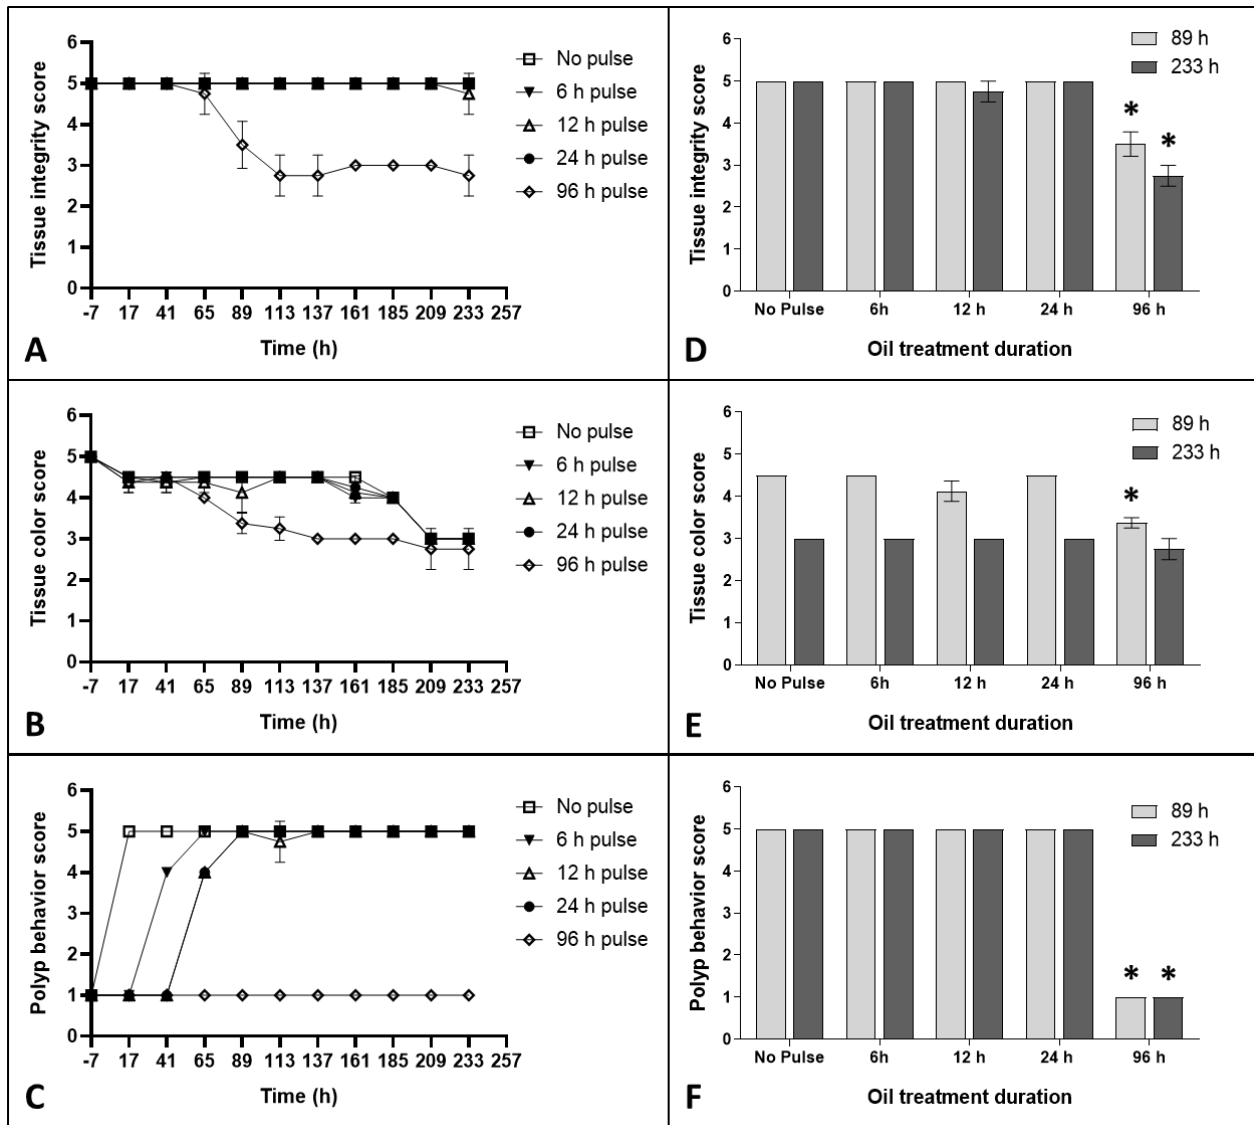 Tissue integrity score
6
5
4
3
2
1
0
-7 17 41 65 89 113 137 161 185 209 233 257
Time (h)
No pulse
6 h pulse
12 h pulse
24 h pulse
96 h pulse
A
Tissue integrity score
6
5
4
3
2
1
0
No Pulse 6h 12 h 24 h 96 h
Oil treatment duration
89 h
233 h
* *
D
Tissue color score
6
5
4
3
2
1
0
-7 17 41 65 89 113 137 161 185 209 233 257
Time (h)
No pulse
6 h pulse
12 h pulse
24 h pulse
96 h pulse
B
Tissue color score
6
5
4
3
2
1
0
No Pulse 6h 12 h 24 h 96 h
Oil treatment duration
89 h
233 h
*
E
Polyp behavior score
6
5
4
3
2
1
0
-7 17 41 65 89 113 137 161 185 209 233 257
Time (h)
No pulse
6 h pulse
12 h pulse
24 h pulse
96 h pulse
C
Polyp behavior score
6
5
4
3
2
1
0
No Pulse 6h 12 h 24 h 96 h
Oil treatment duration
89 h
233 h
* *
F